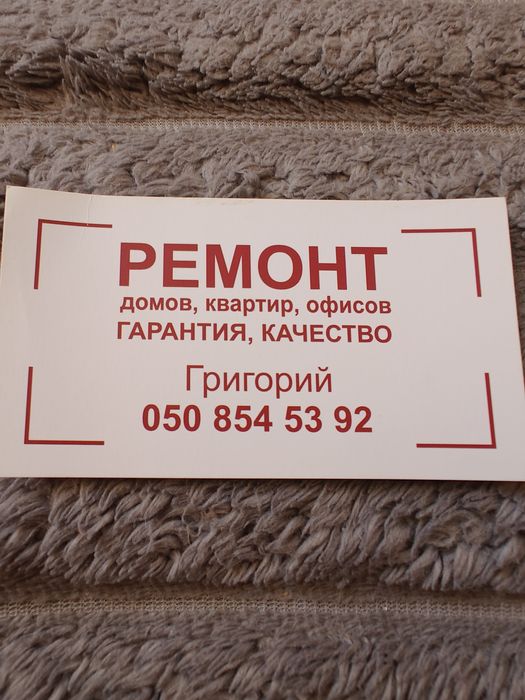 РЕМОНТ
домов, квартир, офисов
ГАРАНТИЯ, КАЧЕСТВО
Григорий
050 854 53 92